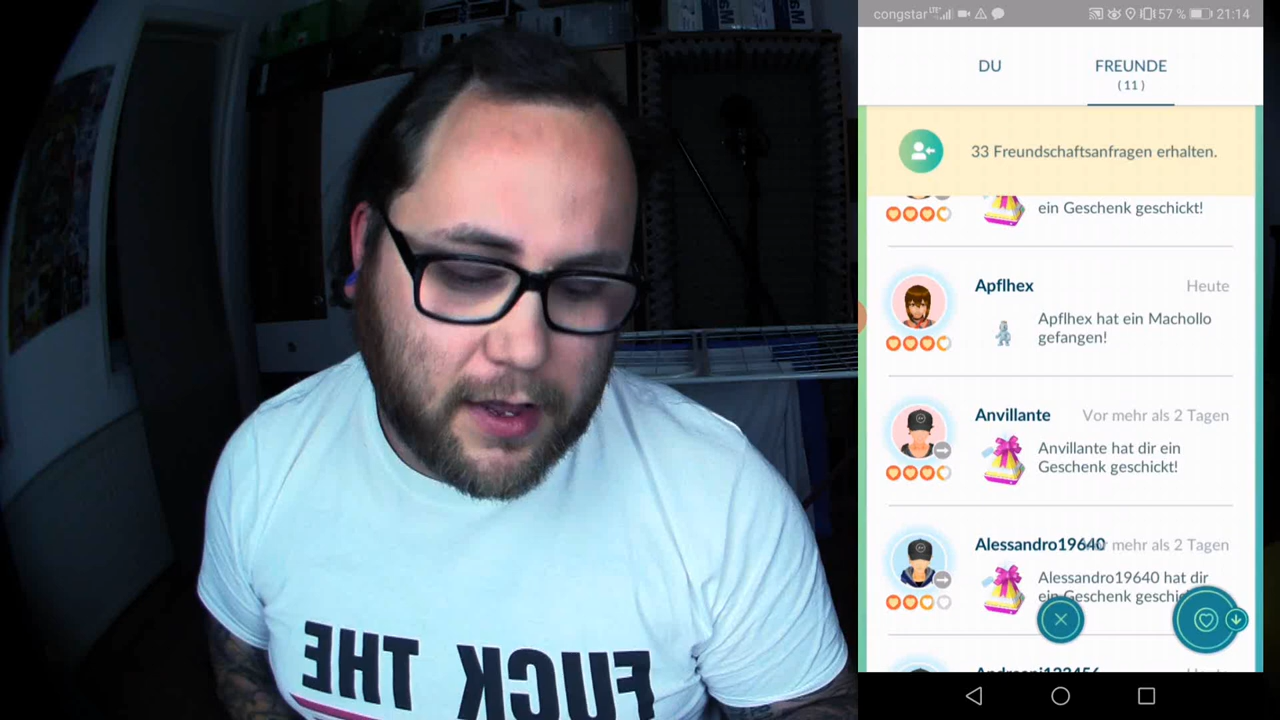 congstar 57 % 21:14
DU
FREUNDE
( 11 )
33 Freundschaftsanfragen erhalten.
ein Geschenk geschickt!
Apflhex Heute
Apflhex hat ein Machollo
gefangen!
Anvillante Vor mehr als 2 Tagen
Anvillante hat dir ein
Geschenk geschickt!
Alessandro19640 mehr als 2 Tagen
Alessandro19640 hat dir
ein Geschenk
FUCK THE